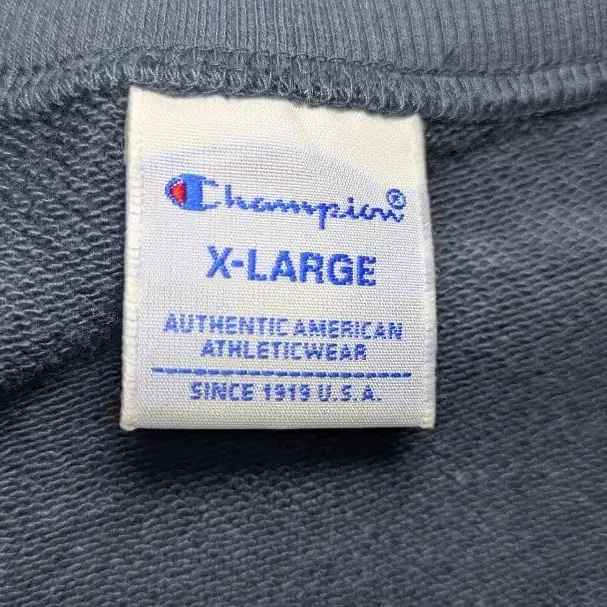 Champion®
X-LARGE
AUTHENTIC AMERICAN
ATHLETICWEAR
SINCE 1919 U.S.A.